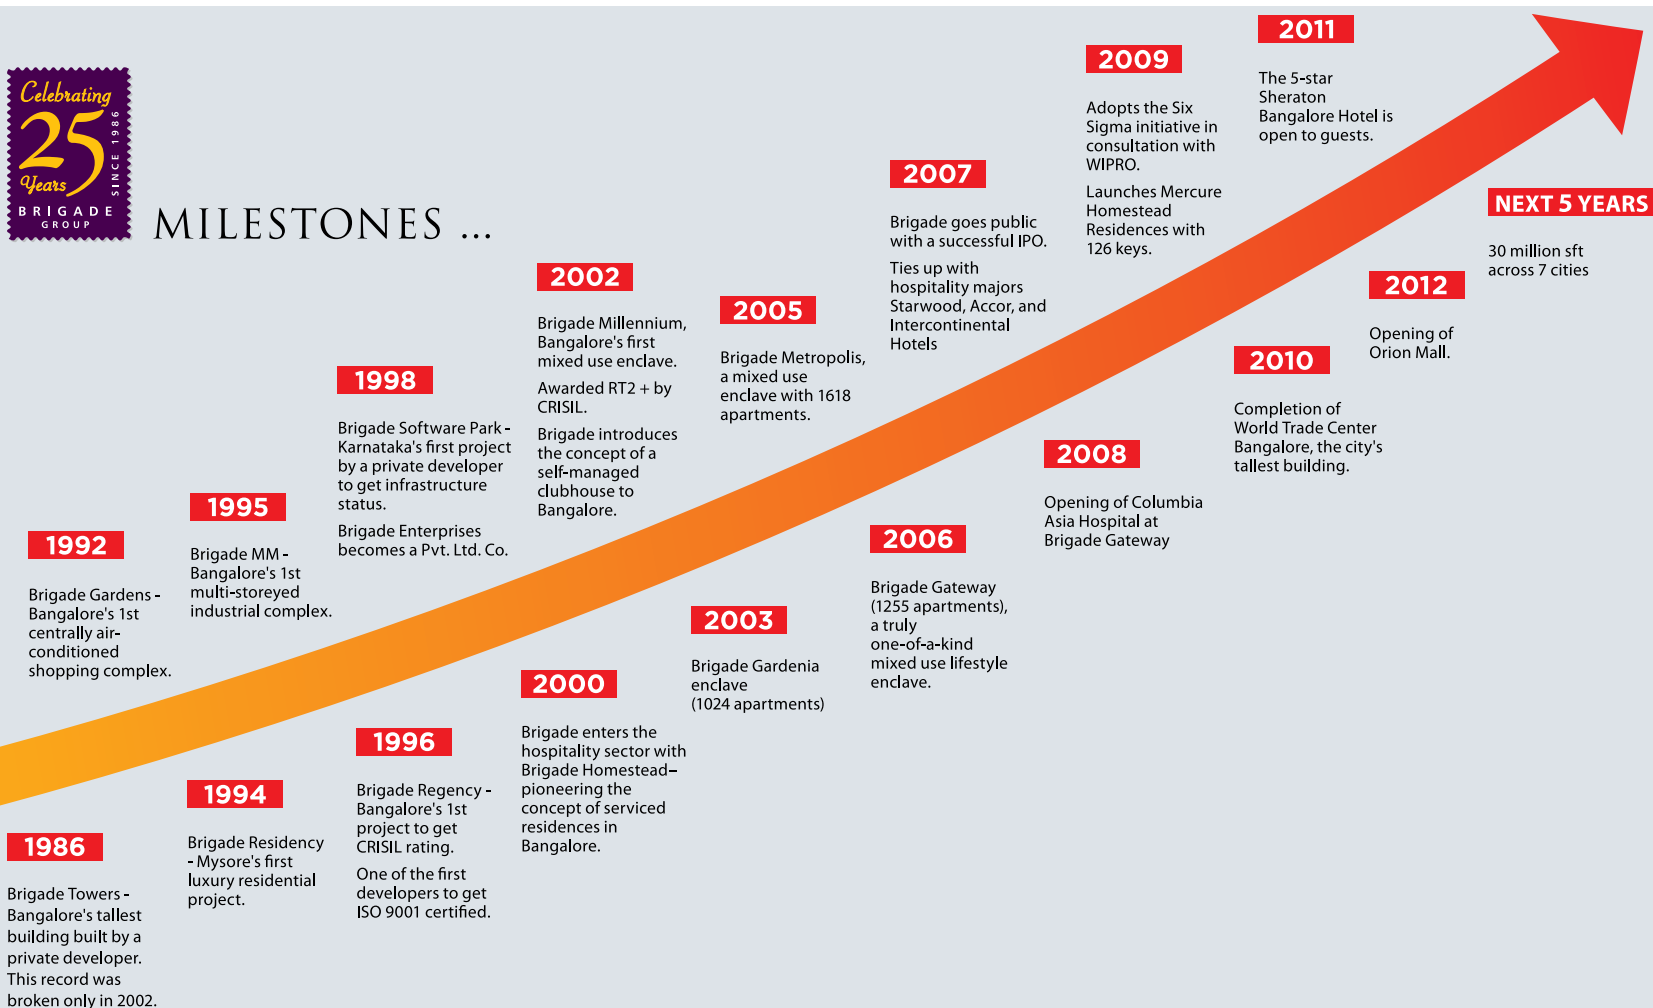 Celebrating
25
Years
SINCE 1986
BRIGADE
GROUP
MILESTONES ...
1986
Brigade Towers -
Bangalore's tallest
building built by a
private developer.
This record was
broken only in 2002.
1992
Brigade Gardens -
Bangalore's 1st
centrally air-
conditioned
shopping complex.
1994
Brigade Residency
- Mysore's first
luxury residential
project.
1995
Brigade MM -
Bangalore's 1st
multi-storeyed
industrial complex.
1996
Brigade Regency -
Bangalore's 1st
project to get
CRISIL rating.
One of the first
developers to get
ISO 9001 certified.
1998
Brigade Software Park -
Karnataka's first project
by a private developer
to get infrastructure
status.
Brigade Enterprises
becomes a Pvt. Ltd. Co.
2000
Brigade enters the
hospitality sector with
Brigade Homestead–
pioneering the
concept of serviced
residences in
Bangalore.
2002
Brigade Millennium,
Bangalore's first
mixed use enclave.
Awarded RT2 + by
CRISIL.
Brigade introduces
the concept of a
self-managed
clubhouse to
Bangalore.
2003
Brigade Gardenia
enclave
(1024 apartments)
2005
Brigade Metropolis,
a mixed use
enclave with 1618
apartments.
2006
Brigade Gateway
(1255 apartments),
a truly
one-of-a-kind
mixed use lifestyle
enclave.
2007
Brigade goes public
with a successful IPO.
Ties up with
hospitality majors
Starwood, Accor, and
Intercontinental
Hotels
2008
Opening of Columbia
Asia Hospital at
Brigade Gateway
2009
Adopts the Six
Sigma initiative in
consultation with
WIPRO.
Launches Mercure
Homestead
Residences with
126 keys.
2010
Completion of
World Trade Center
Bangalore, the city's
tallest building.
2011
The 5-star
Sheraton
Bangalore Hotel is
open to guests.
2012
Opening of
Orion Mall.
NEXT 5 YEARS
30 million sft
across 7 cities